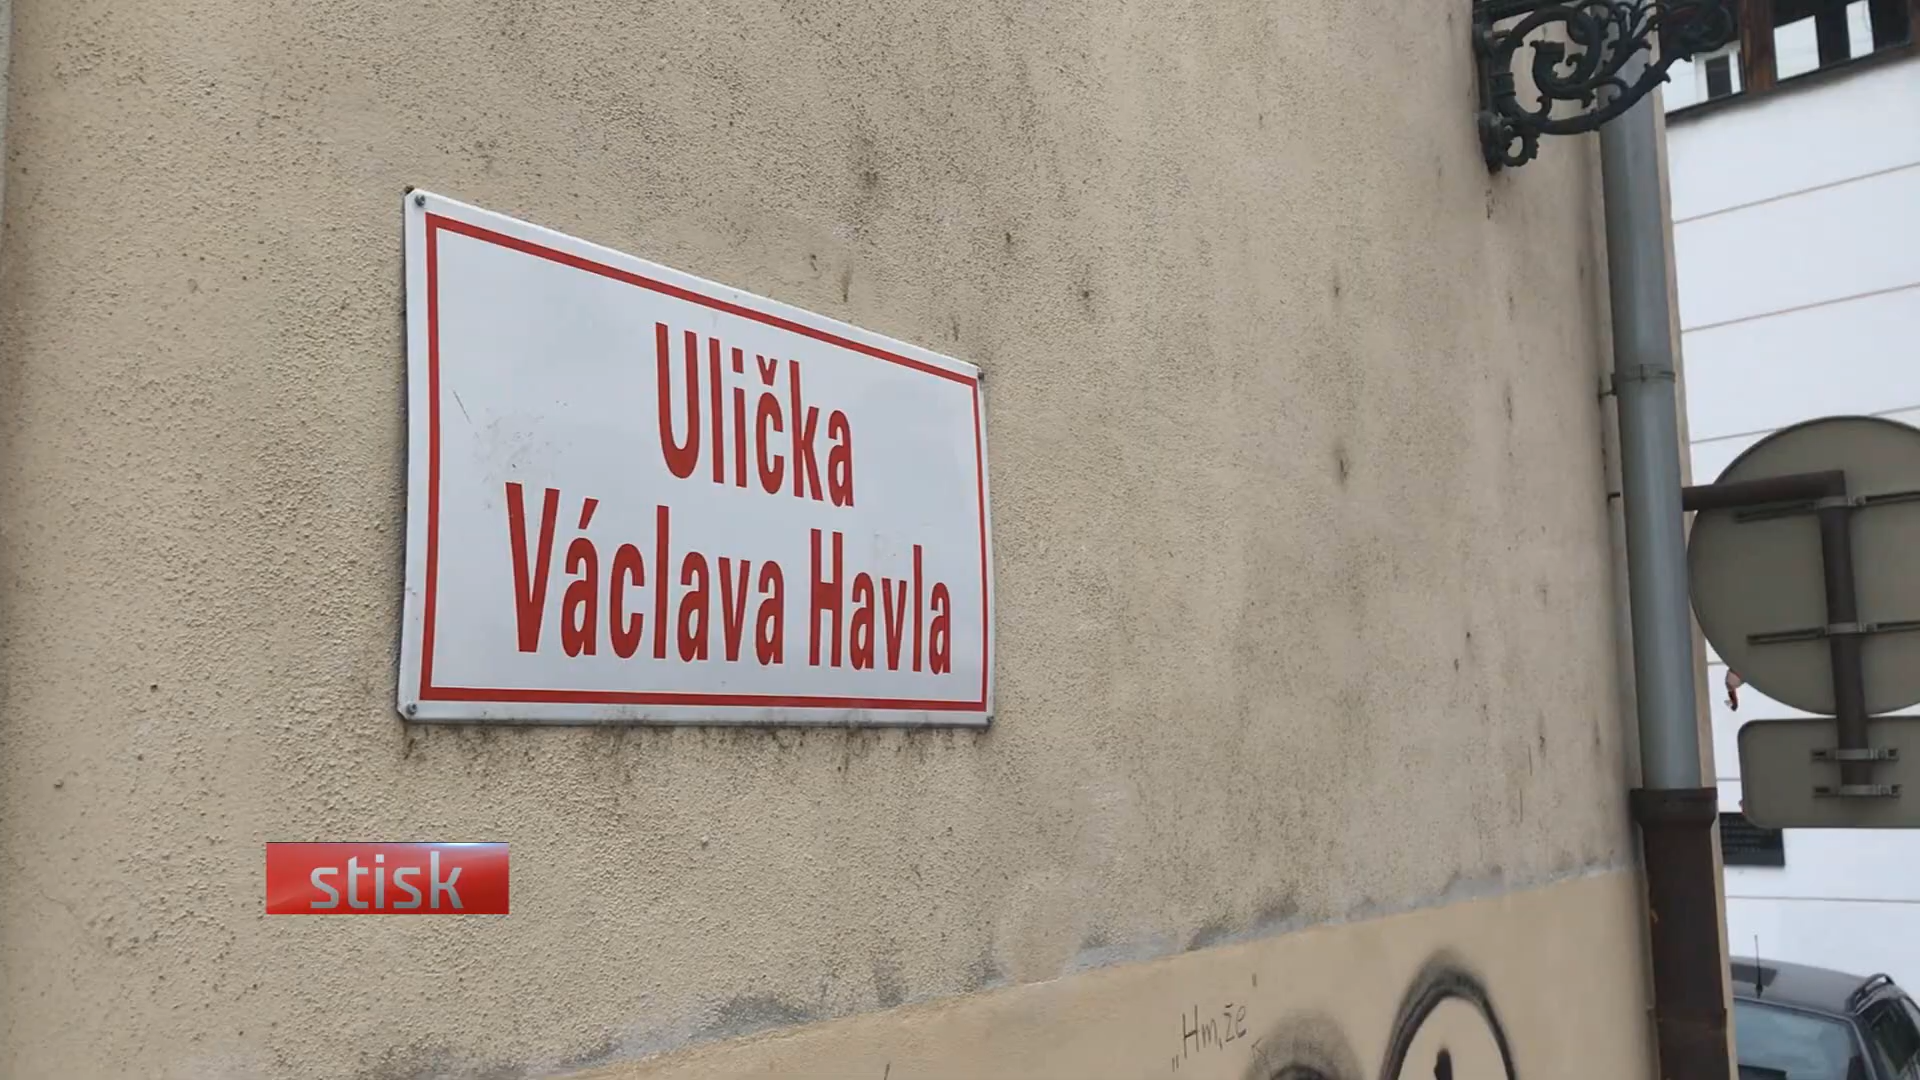 Ulička
Václava Havla
stisk
„Hm,že"